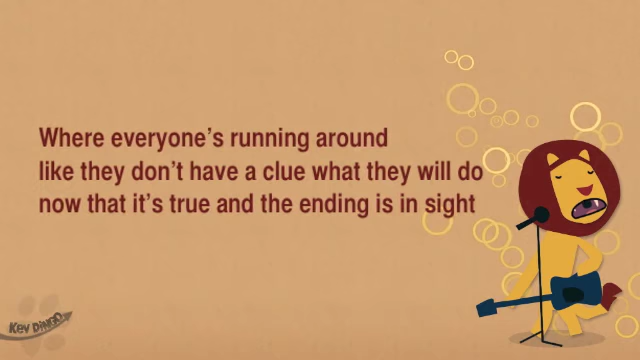 Where everyone's running around
like they don't have a clue what they will do
now that it's true and the ending is in sight
KEV DINGO